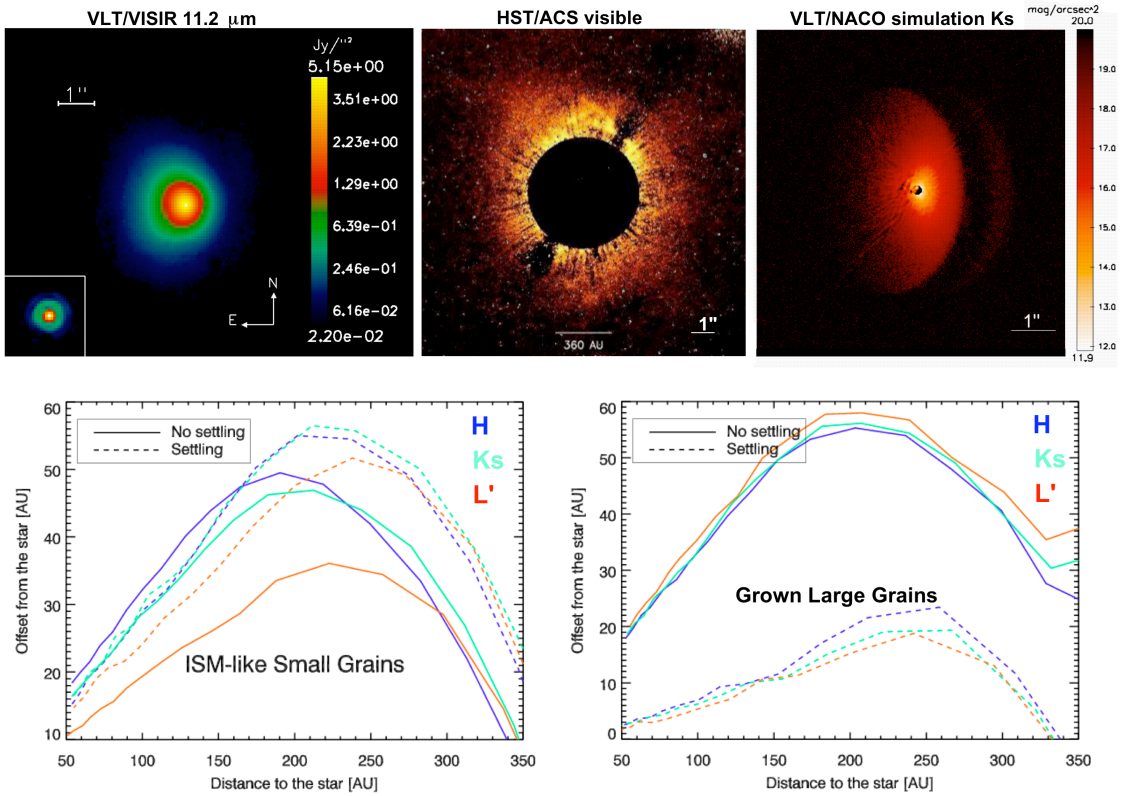 VLT/VISIR 11.2 μm
HST/ACS visible
VLT/NACO simulation Ks
mag/arcsec^2
Jy/"²
5.15e+00
3.51e+00
2.23e+00
1.29e+00
6.39e-01
2.46e-01
6.16e-02
2.20e-02
1"
N
E
360 AU
1"
1"
20.0
19.0
18.0
17.0
16.0
15.0
14.0
13.0
12.0
11.9
60
50
40
30
20
10
Offset from the star [AU]
No settling
Settling
H
Ks
L'
ISM-like Small Grains
50 100 150 200 250 300 350
Distance to the star [AU]
60
50
40
30
20
10
0
Offset from the star [AU]
No settling
Settling
H
Ks
L'
Grown Large Grains
50 100 150 200 250 300 350
Distance to the star [AU]